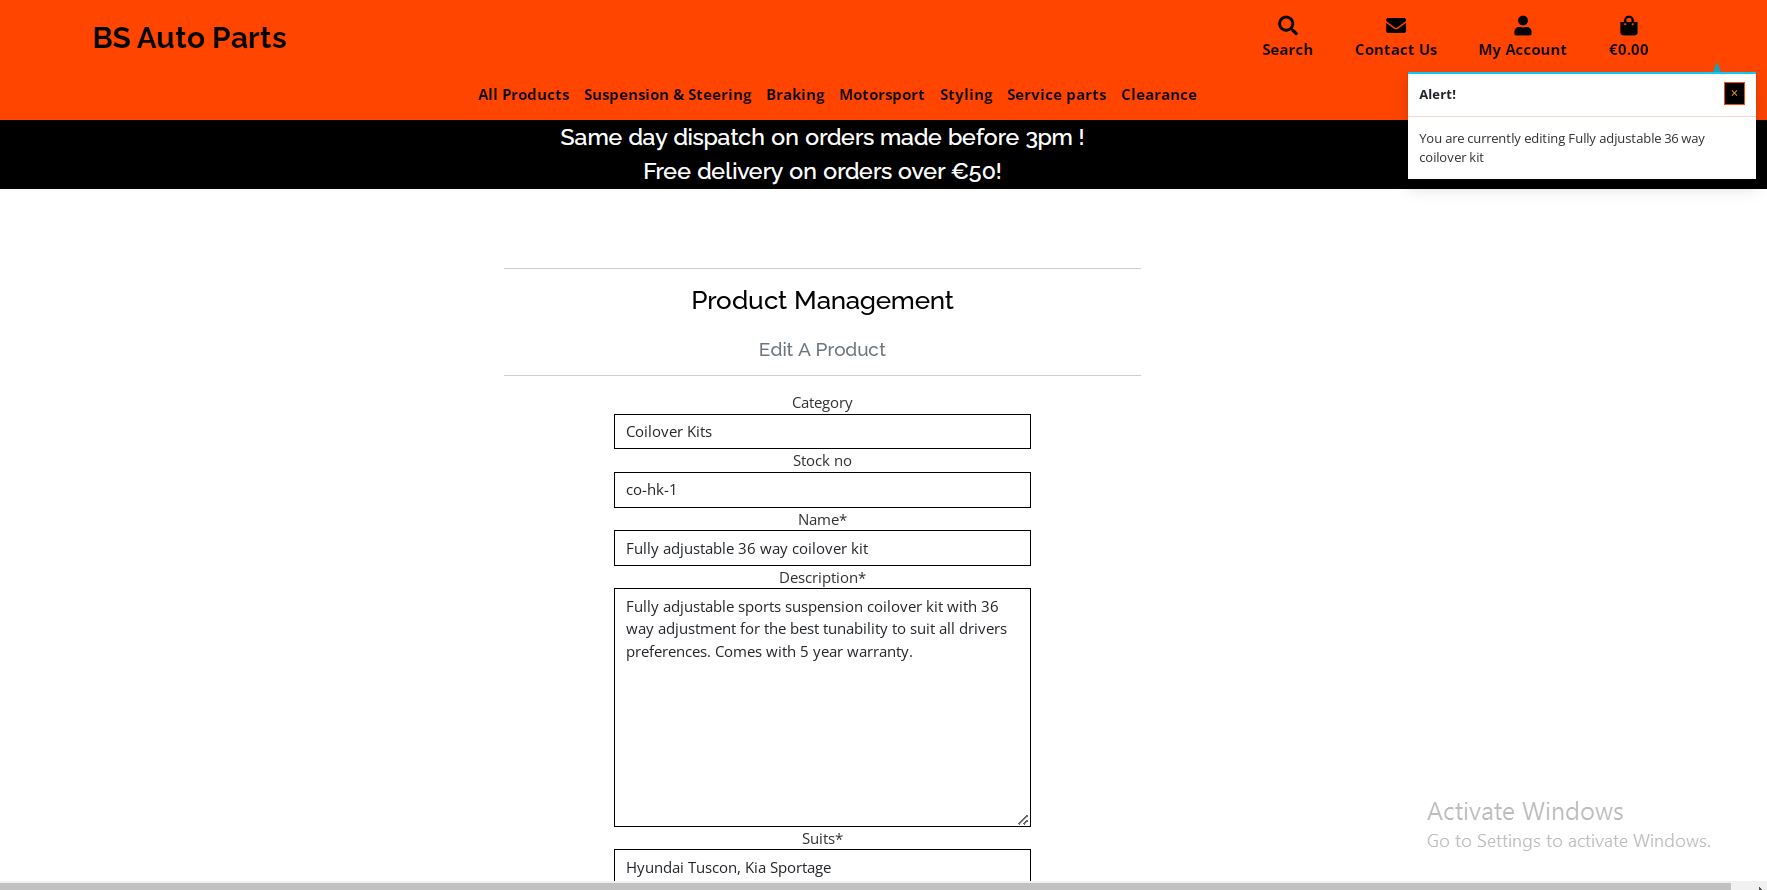 BS Auto Parts
Search
Contact Us
My Account
€0.00
All Products Suspension & Steering Braking Motorsport Styling Service parts Clearance
Alert!
×
You are currently editing Fully adjustable 36 way
coilover kit
Same day dispatch on orders made before 3pm !
Free delivery on orders over €50!
Product Management
Edit A Product
Category
Coilover Kits
Stock no
co-hk-1
Name*
Fully adjustable 36 way coilover kit
Description*
Fully adjustable sports suspension coilover kit with 36
way adjustment for the best tunability to suit all drivers
preferences. Comes with 5 year warranty.
Suits*
Hyundai Tuscon, Kia Sportage
Activate Windows
Go to Settings to activate Windows.